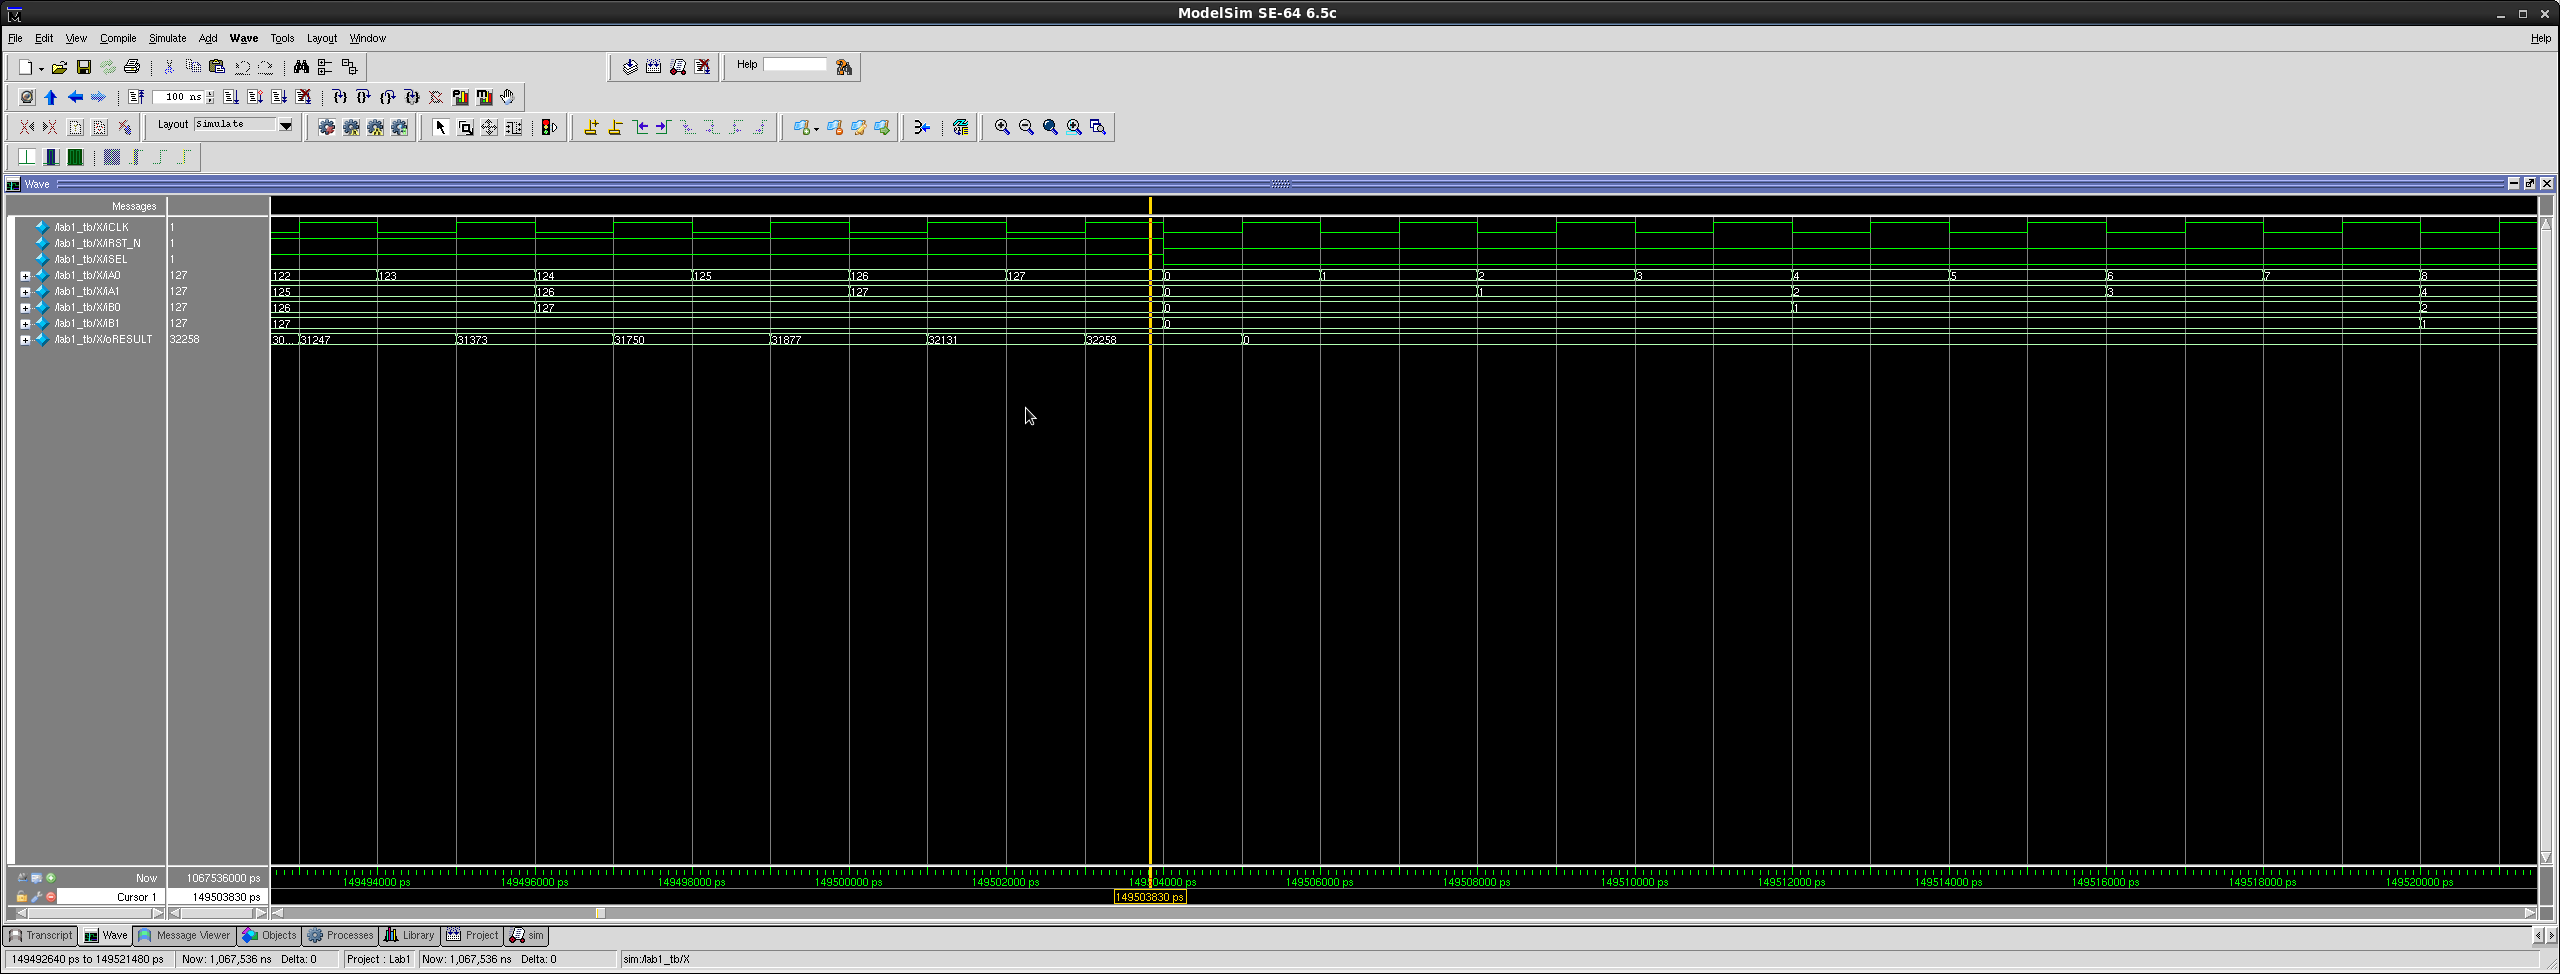 ModelSim SE-64 6.5c
File Edit View Compile Simulate Add Wave Tools Layout Window Help
Help
100 ns
Layout Simulate
Wave
Messages
/lab1_tb/X/iCLK 1
/lab1_tb/X/iRST_N 1
/lab1_tb/X/iSEL 1
/lab1_tb/X/iA0 127 122 123 124 125 126 127 0 1 2 3 4 5 6 7 8
/lab1_tb/X/iA1 127 125 126 127 0 1 2 3 4
/lab1_tb/X/iB0 127 126 127 0 1 2
/lab1_tb/X/iB1 127 127 0 1
/lab1_tb/X/oRESULT 32258 30... 31247 31373 31750 31877 32131 32258 0
Now 1067536000 ps 149494000 ps 149496000 ps 149498000 ps 149500000 ps 149502000 ps 149504000 ps 149506000 ps 149508000 ps 149510000 ps 149512000 ps 149514000 ps 149516000 ps 149518000 ps 149520000 ps
Cursor 1 149503830 ps 149503830 ps
Transcript Wave Message Viewer Objects Processes Library Project sim
149492640 ps to 149521480 ps Now: 1,067,536 ns Delta: 0 Project : Lab1 Now: 1,067,536 ns Delta: 0 sim:/lab1_tb/X